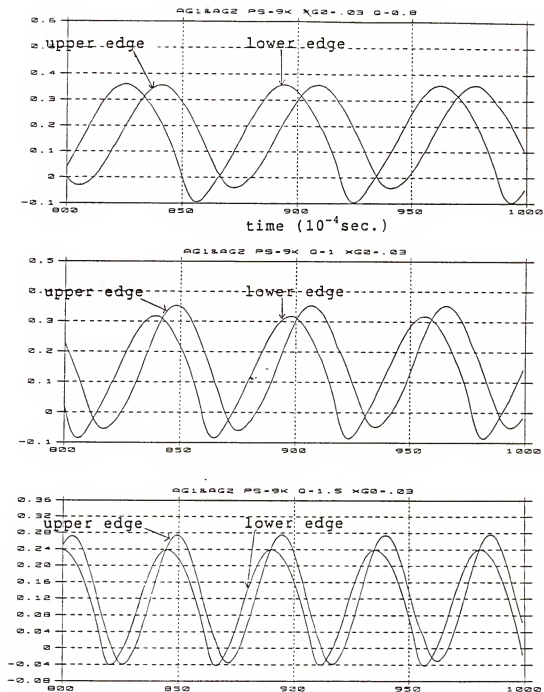 AG1&AG2 PS=9K XG0=.03 Q=0.8
0.6
upper edge lower edge
0.5
0.4
0.3
0.2
0.1
0
-0.1
800 850 900 950 1000
time (10⁻⁴sec.)
AG1&AG2 PS=9K Q=1 XG0=.03
0.5
0.4
upper edge lower edge
0.3
0.2
0.1
0
-0.1
800 850 900 950 1000
AG1&AG2 PS=9K Q=1.5 XG0=.03
0.36
0.32
upper edge lower edge
0.28
0.24
0.20
0.16
0.12
0.08
0.04
0
-0.04
-0.08
800 850 900 950 1000